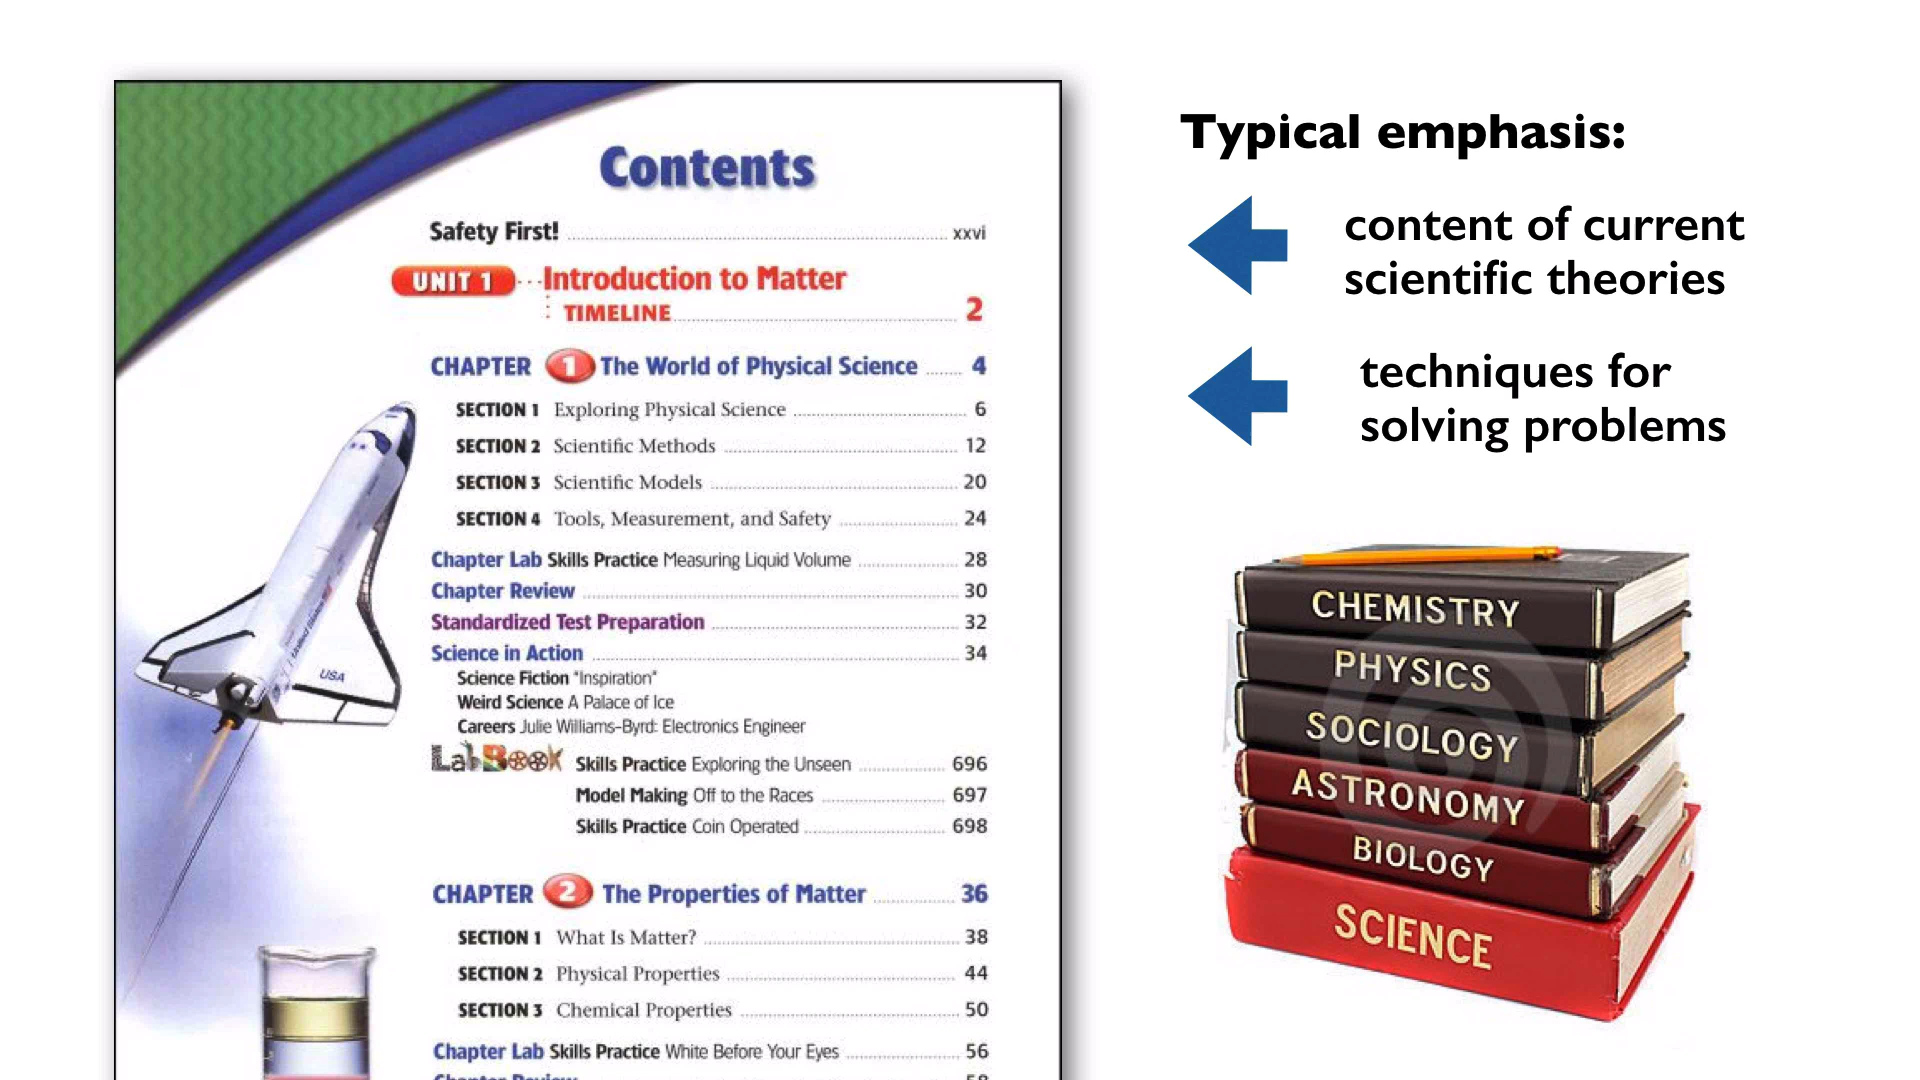 Contents
Safety First! xxvi
UNIT 1 Introduction to Matter
TIMELINE 2
CHAPTER 1 The World of Physical Science 4
SECTION 1 Exploring Physical Science 6
SECTION 2 Scientific Methods 12
SECTION 3 Scientific Models 20
SECTION 4 Tools, Measurement, and Safety 24
Chapter Lab Skills Practice Measuring Liquid Volume 28
Chapter Review 30
Standardized Test Preparation 32
Science in Action 34
Science Fiction "Inspiration"
Weird Science A Palace of Ice
Careers Julie Williams-Byrd: Electronics Engineer
LabBook Skills Practice Exploring the Unseen 696
Model Making Off to the Races 697
Skills Practice Coin Operated 698
CHAPTER 2 The Properties of Matter 36
SECTION 1 What Is Matter? 38
SECTION 2 Physical Properties 44
SECTION 3 Chemical Properties 50
Chapter Lab Skills Practice White Before Your Eyes 56
Chapter Review 58
United States
USA
Typical emphasis:
content of current
scientific theories
techniques for
solving problems
CHEMISTRY
PHYSICS
SOCIOLOGY
ASTRONOMY
BIOLOGY
SCIENCE